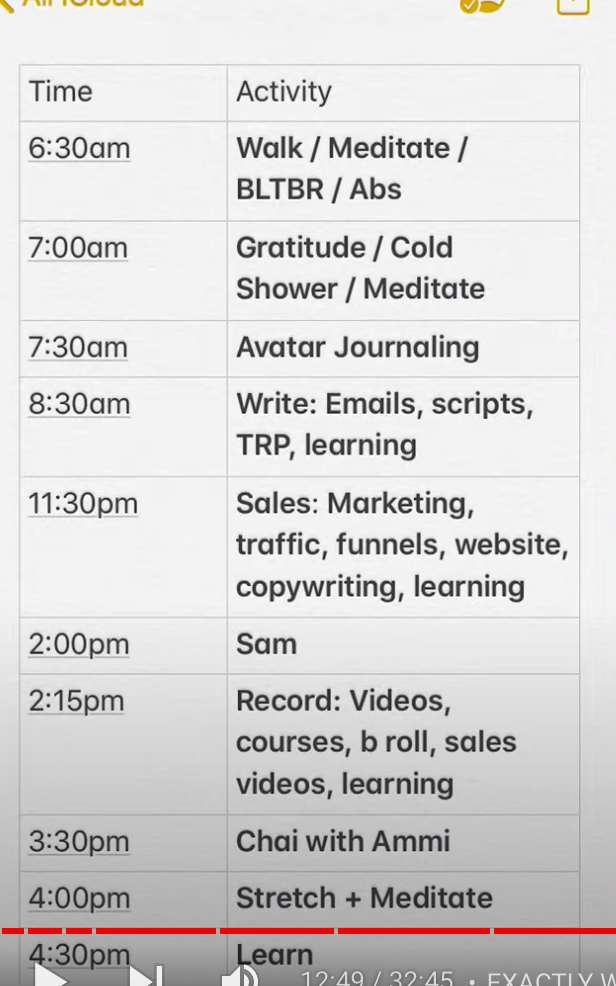 All iCloud
Time Activity
6:30am Walk / Meditate /
BLTBR / Abs
7:00am Gratitude / Cold
Shower / Meditate
7:30am Avatar Journaling
8:30am Write: Emails, scripts,
TRP, learning
11:30pm Sales: Marketing,
traffic, funnels, website,
copywriting, learning
2:00pm Sam
2:15pm Record: Videos,
courses, b roll, sales
videos, learning
3:30pm Chai with Ammi
4:00pm Stretch + Meditate
4:30pm Learn
12:49 / 32:45 • EXACTLY W